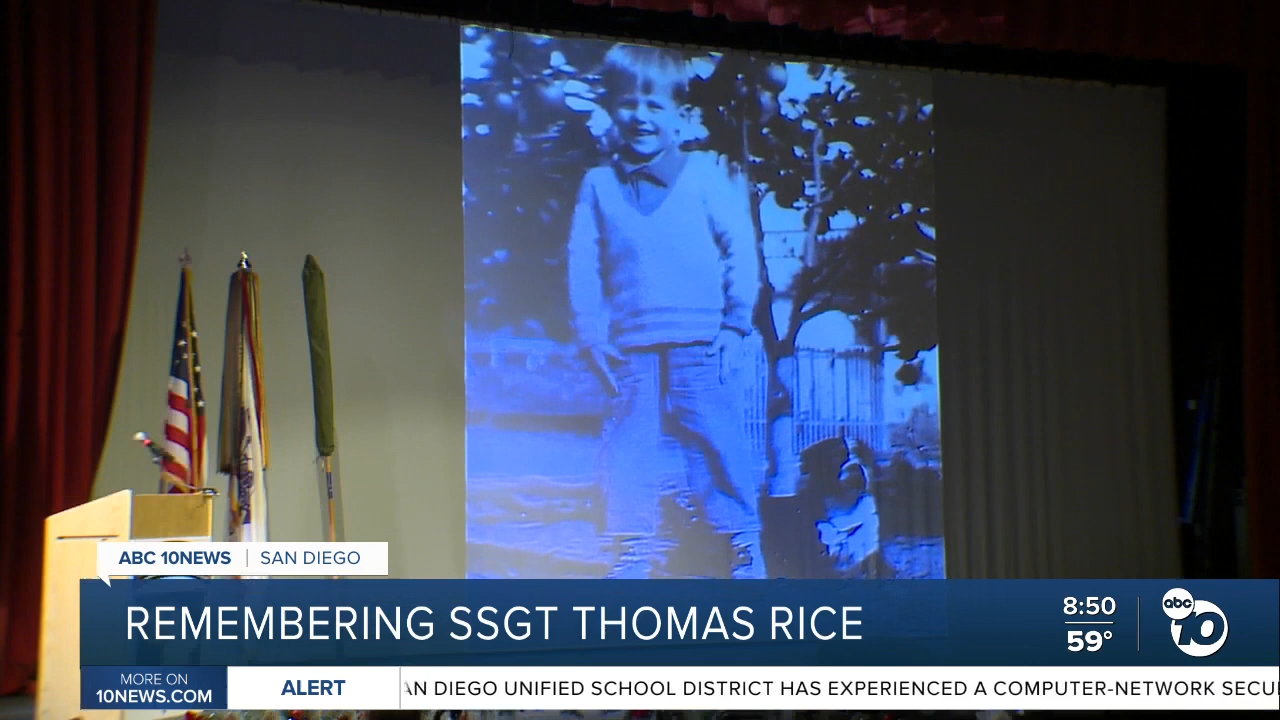 ABC 10NEWS | SAN DIEGO
REMEMBERING SSGT THOMAS RICE
8:50
59°
abc
10
MORE ON
10NEWS.COM
ALERT
AN DIEGO UNIFIED SCHOOL DISTRICT HAS EXPERIENCED A COMPUTER-NETWORK SECU